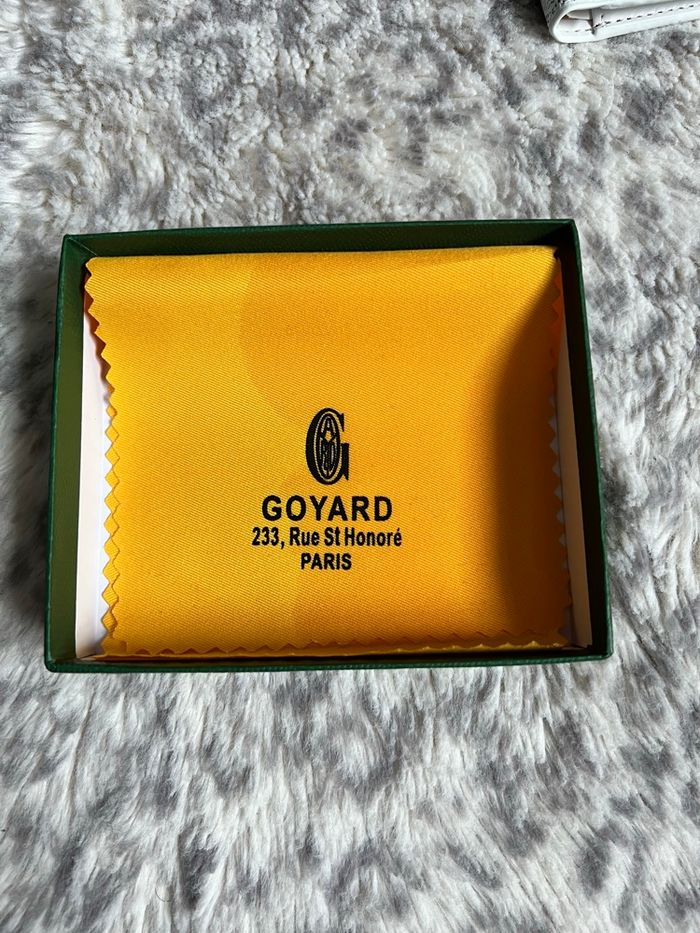 G
GOYARD
233, Rue St Honoré
PARIS